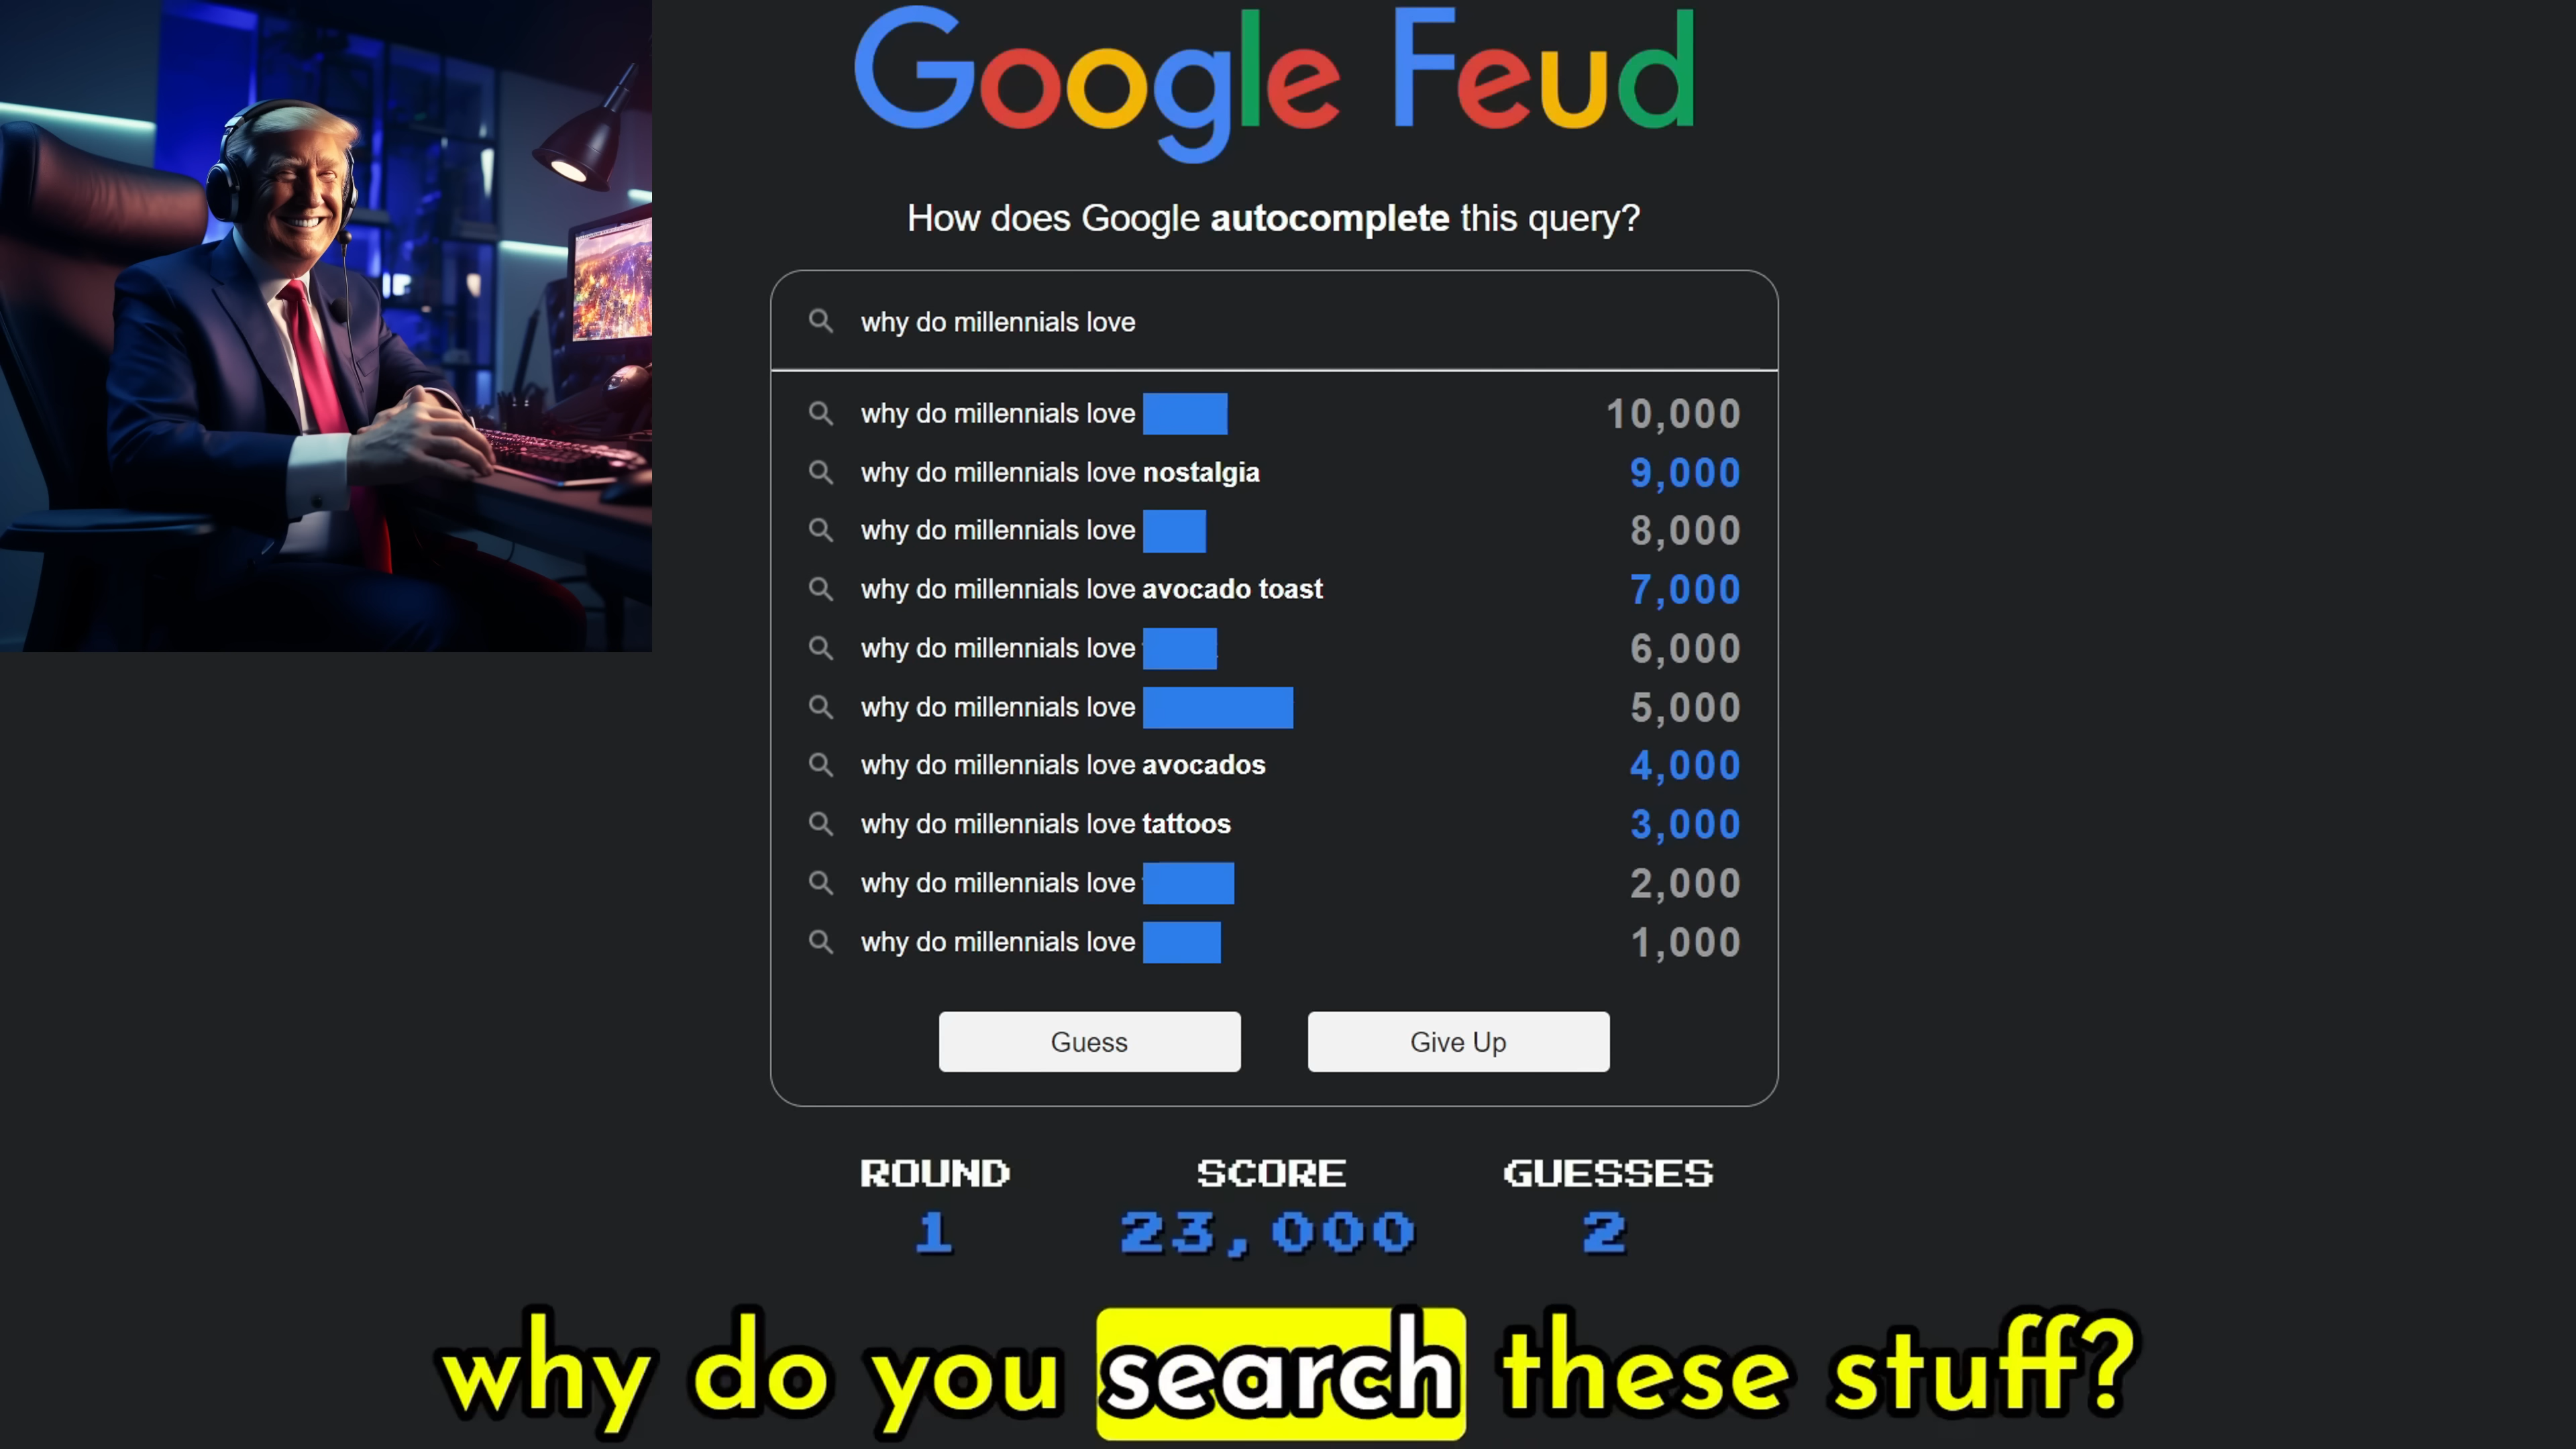 Google Feud
How does Google autocomplete this query?
why do millennials love
why do millennials love 10,000
why do millennials love nostalgia 9,000
why do millennials love 8,000
why do millennials love avocado toast 7,000
why do millennials love 6,000
why do millennials love 5,000
why do millennials love avocados 4,000
why do millennials love tattoos 3,000
why do millennials love 2,000
why do millennials love 1,000
Guess Give Up
ROUND SCORE GUESSES
1 23,000 2
why do you search these stuff?